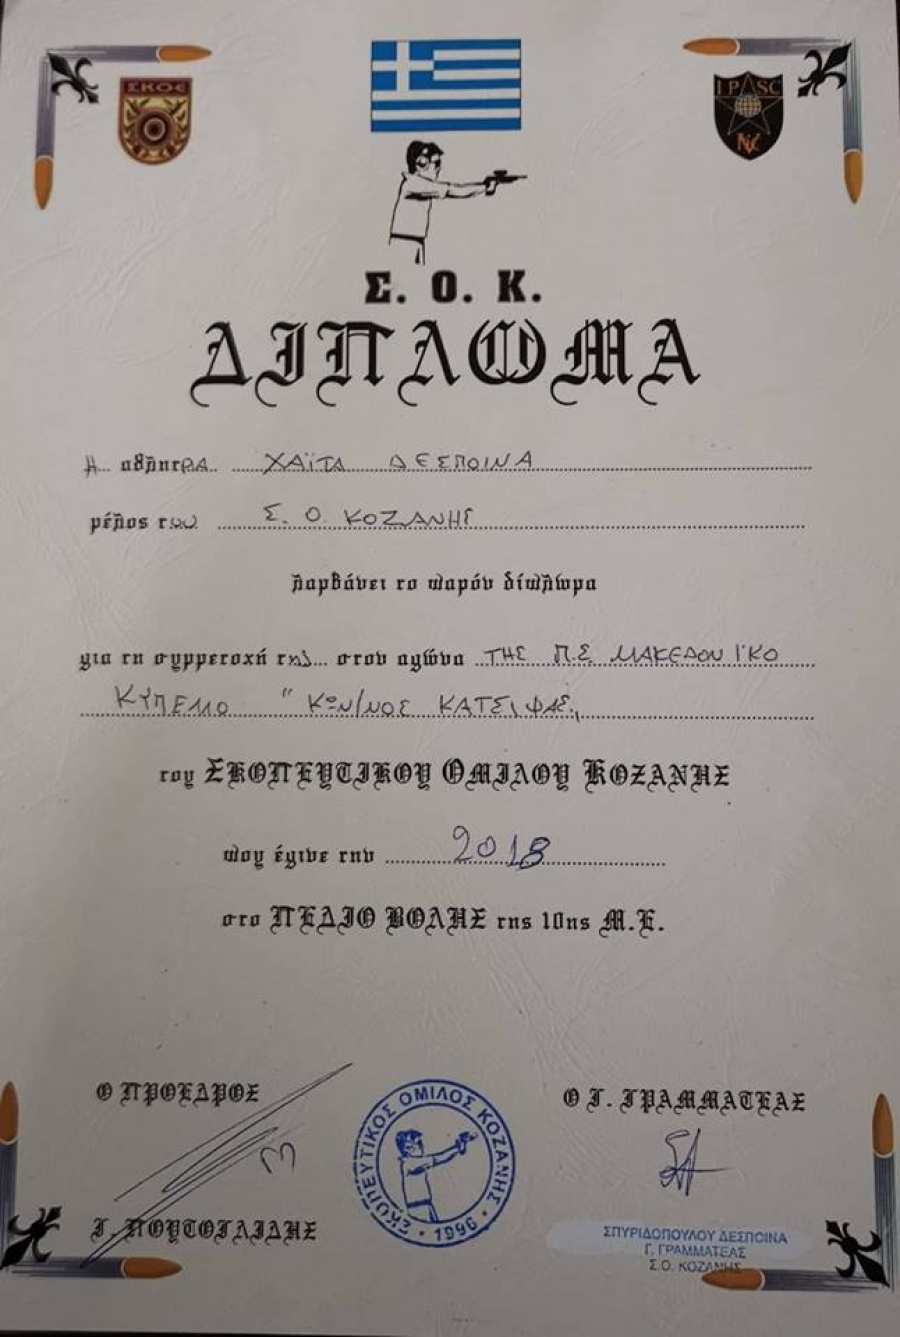 ΣΚΟΕ
IPSC
Σ. Ο. Κ.
ΔΙΠΛΩΜΑ
Η... αθλητΡΑ.. ΧΑΪΤΑ ΔΕΣΠΟΙΝΑ
μέλος τΟΥ Σ. Ο. ΚΟΖΑΝΗΣ
λαμβάνει το παρόν δίπλωμα
για τη συμμετοχή τΗΣ... στον αγώνα ΤΗΣ Π.Σ ΜΑΚΕΔΟΝΙΚΟ
ΚΥΠΕΛΛΟ " ΚΩΝ/ΝΟΣ ΚΑΤΣΙΦΑΣ"
του ΣΚΟΠΕΥΤΙΚΟΥ ΟΜΙΛΟΥ ΚΟΖΑΝΗΣ
που έγινε την 2018
στο ΠΕΔΙΟ ΒΟΛΗΣ της 10ης Μ.Ε.
Ο ΠΡΟΕΔΡΟΣ
Ο Γ. ΓΡΑΜΜΑΤΕΑΣ
ΣΚΟΠΕΥΤΙΚΟΣ ΟΜΙΛΟΣ ΚΟΖΑΝΗΣ
• 1996 •
Γ. ΠΟΥΤΟΓΛΙΔΗΣ
ΣΠΥΡΙΔΟΠΟΥΛΟΥ ΔΕΣΠΟΙΝΑ
Γ. ΓΡΑΜΜΑΤΕΑΣ
Σ.Ο. ΚΟΖΑΝΗΣ